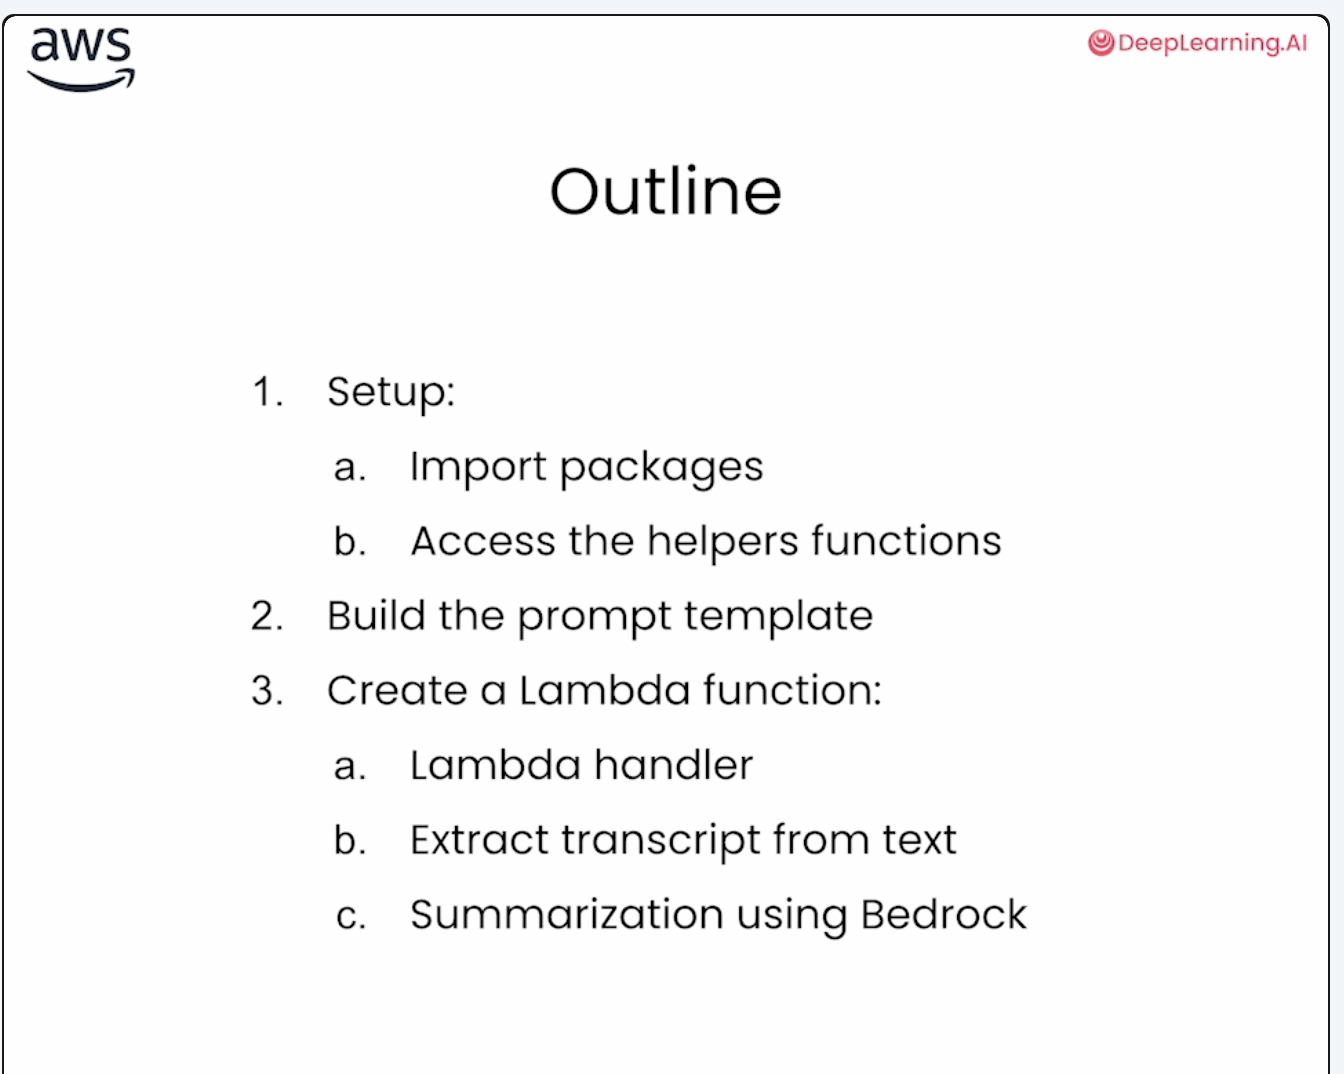 aws
DeepLearning.AI
Outline
1. Setup:
a. Import packages
b. Access the helpers functions
2. Build the prompt template
3. Create a Lambda function:
a. Lambda handler
b. Extract transcript from text
c. Summarization using Bedrock